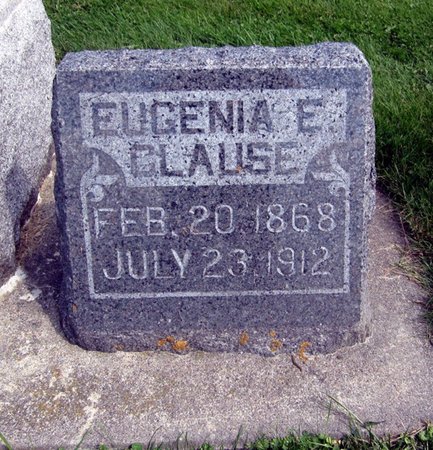 EUGENIA E.
CLAUSE
FEB. 20, 1868
JULY 23, 1912